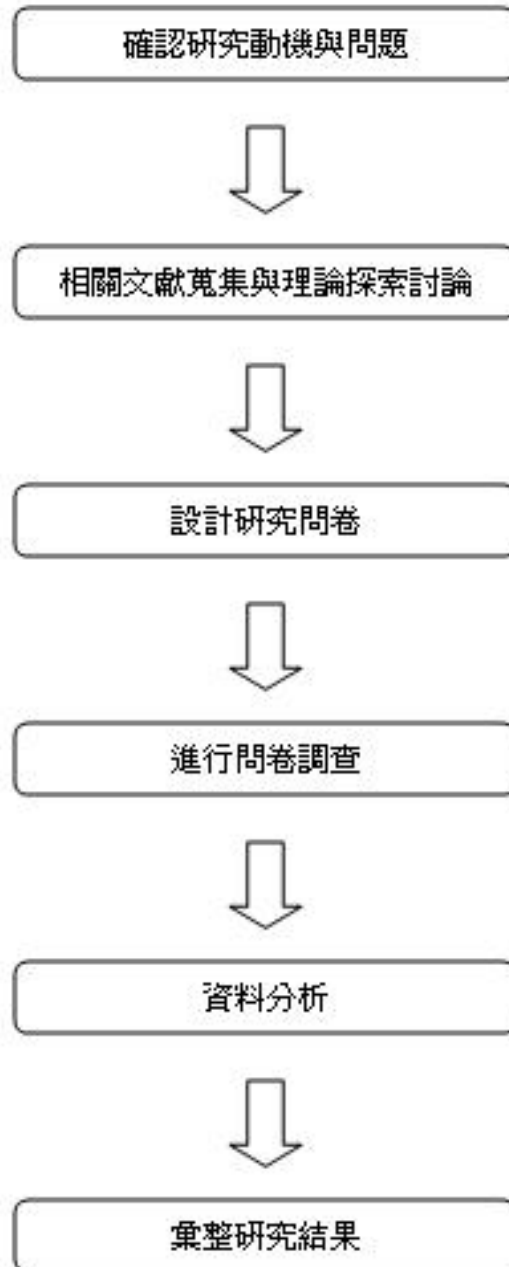 確認研究動機與問題
相關文獻蒐集與理論探索討論
設計研究問卷
進行問卷調查
資料分析
彙整研究結果